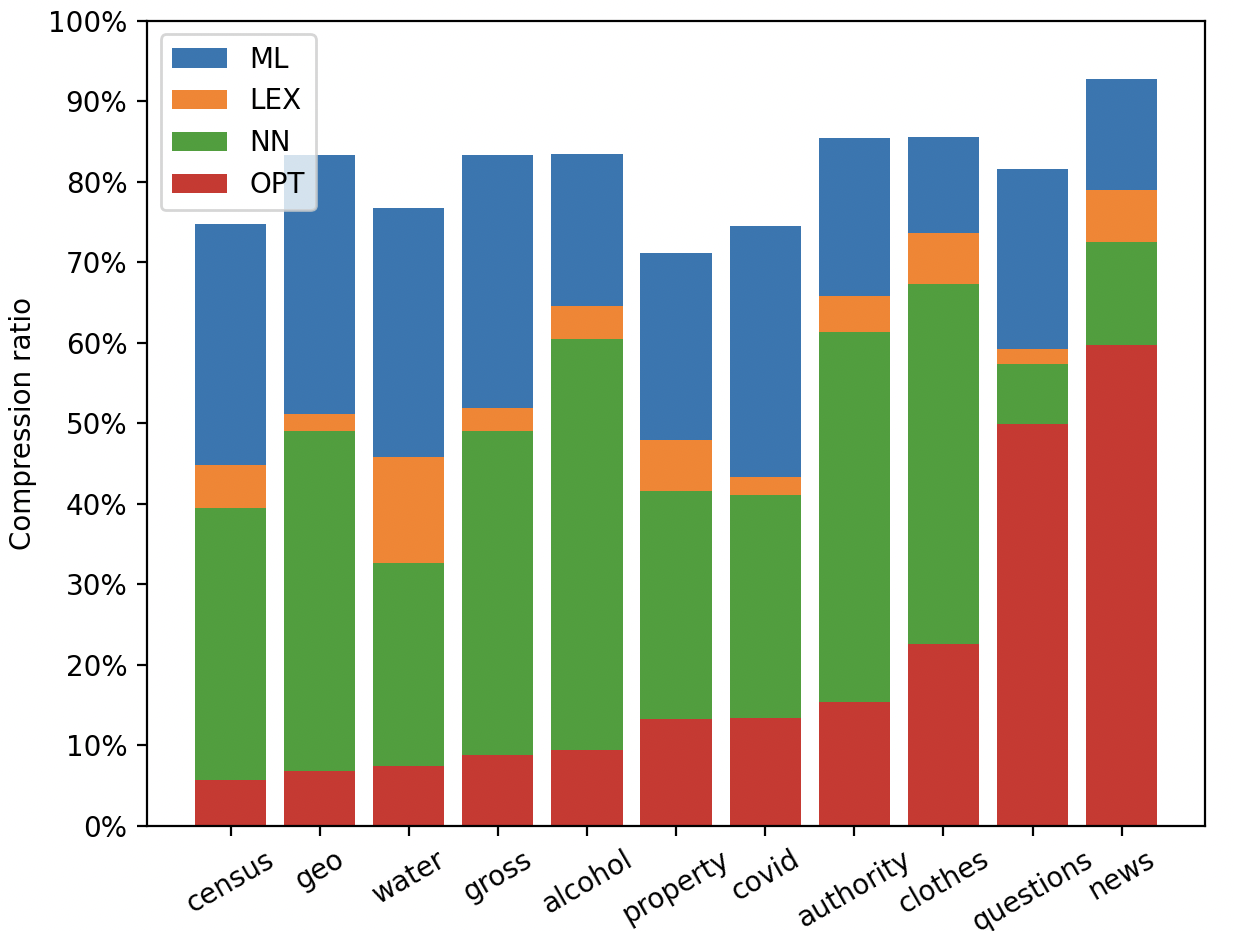 100%
90%
80%
70%
60%
50%
40%
30%
20%
10%
0%
Compression ratio
ML
LEX
NN
OPT
census
geo
water
gross
alcohol
property
covid
authority
clothes
questions
news